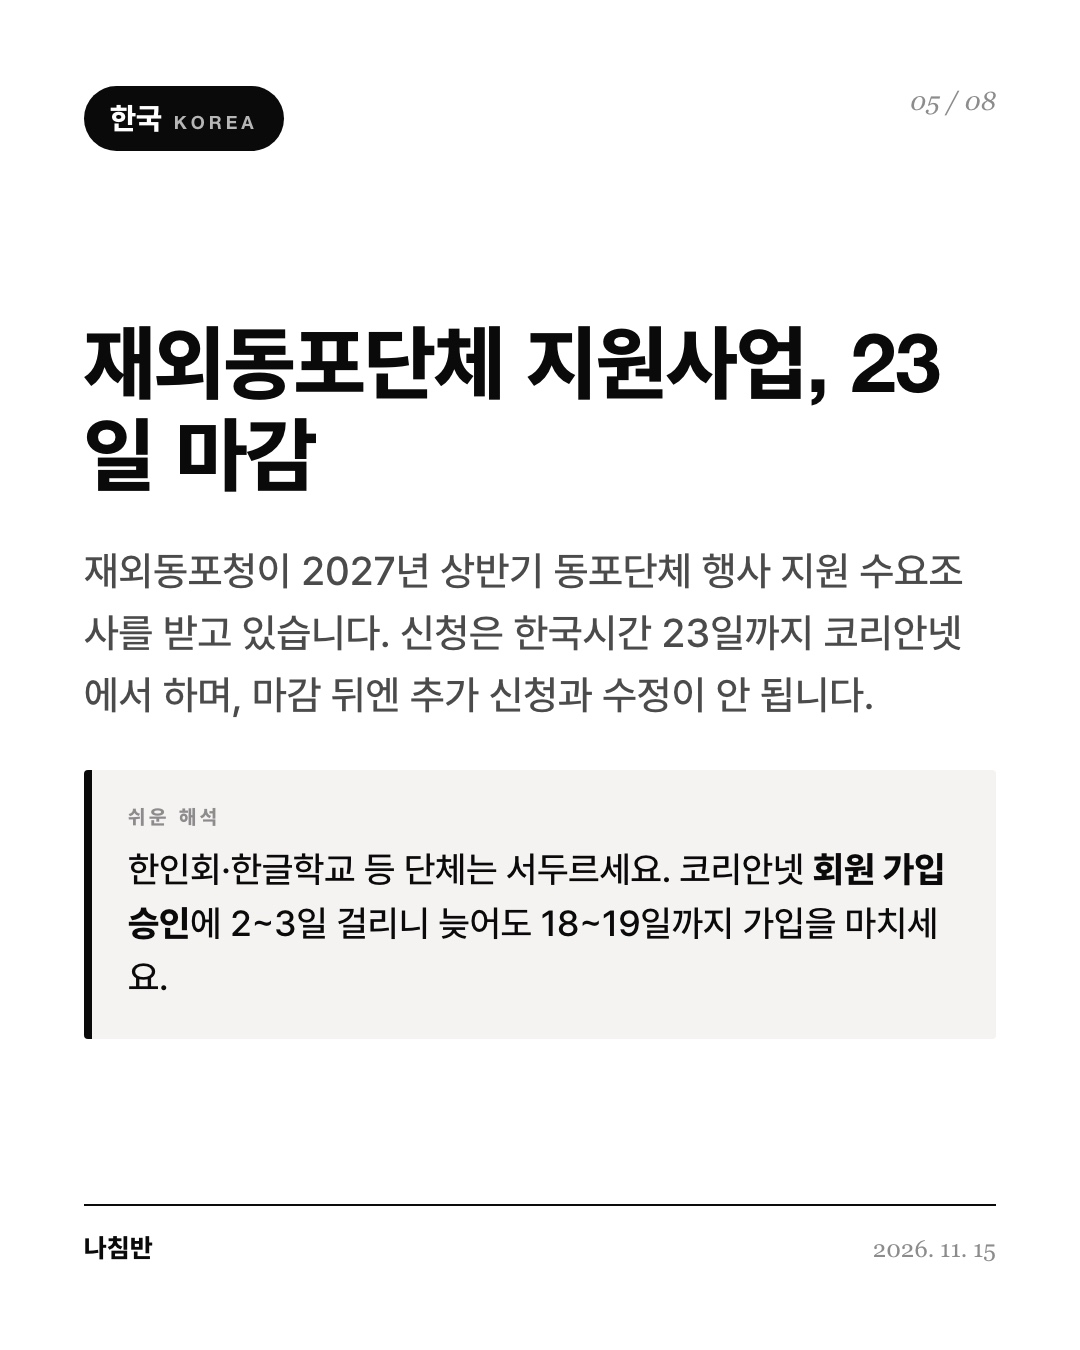 한국 KOREA
05 / 08
재외동포단체 지원사업, 23
일 마감
재외동포청이 2027년 상반기 동포단체 행사 지원 수요조
사를 받고 있습니다. 신청은 한국시간 23일까지 코리안넷
에서 하며, 마감 뒤엔 추가 신청과 수정이 안 됩니다.
쉬운 해석
한인회·한글학교 등 단체는 서두르세요. 코리안넷 회원 가입
승인에 2~3일 걸리니 늦어도 18~19일까지 가입을 마치세
요.
나침반
2026. 11. 15